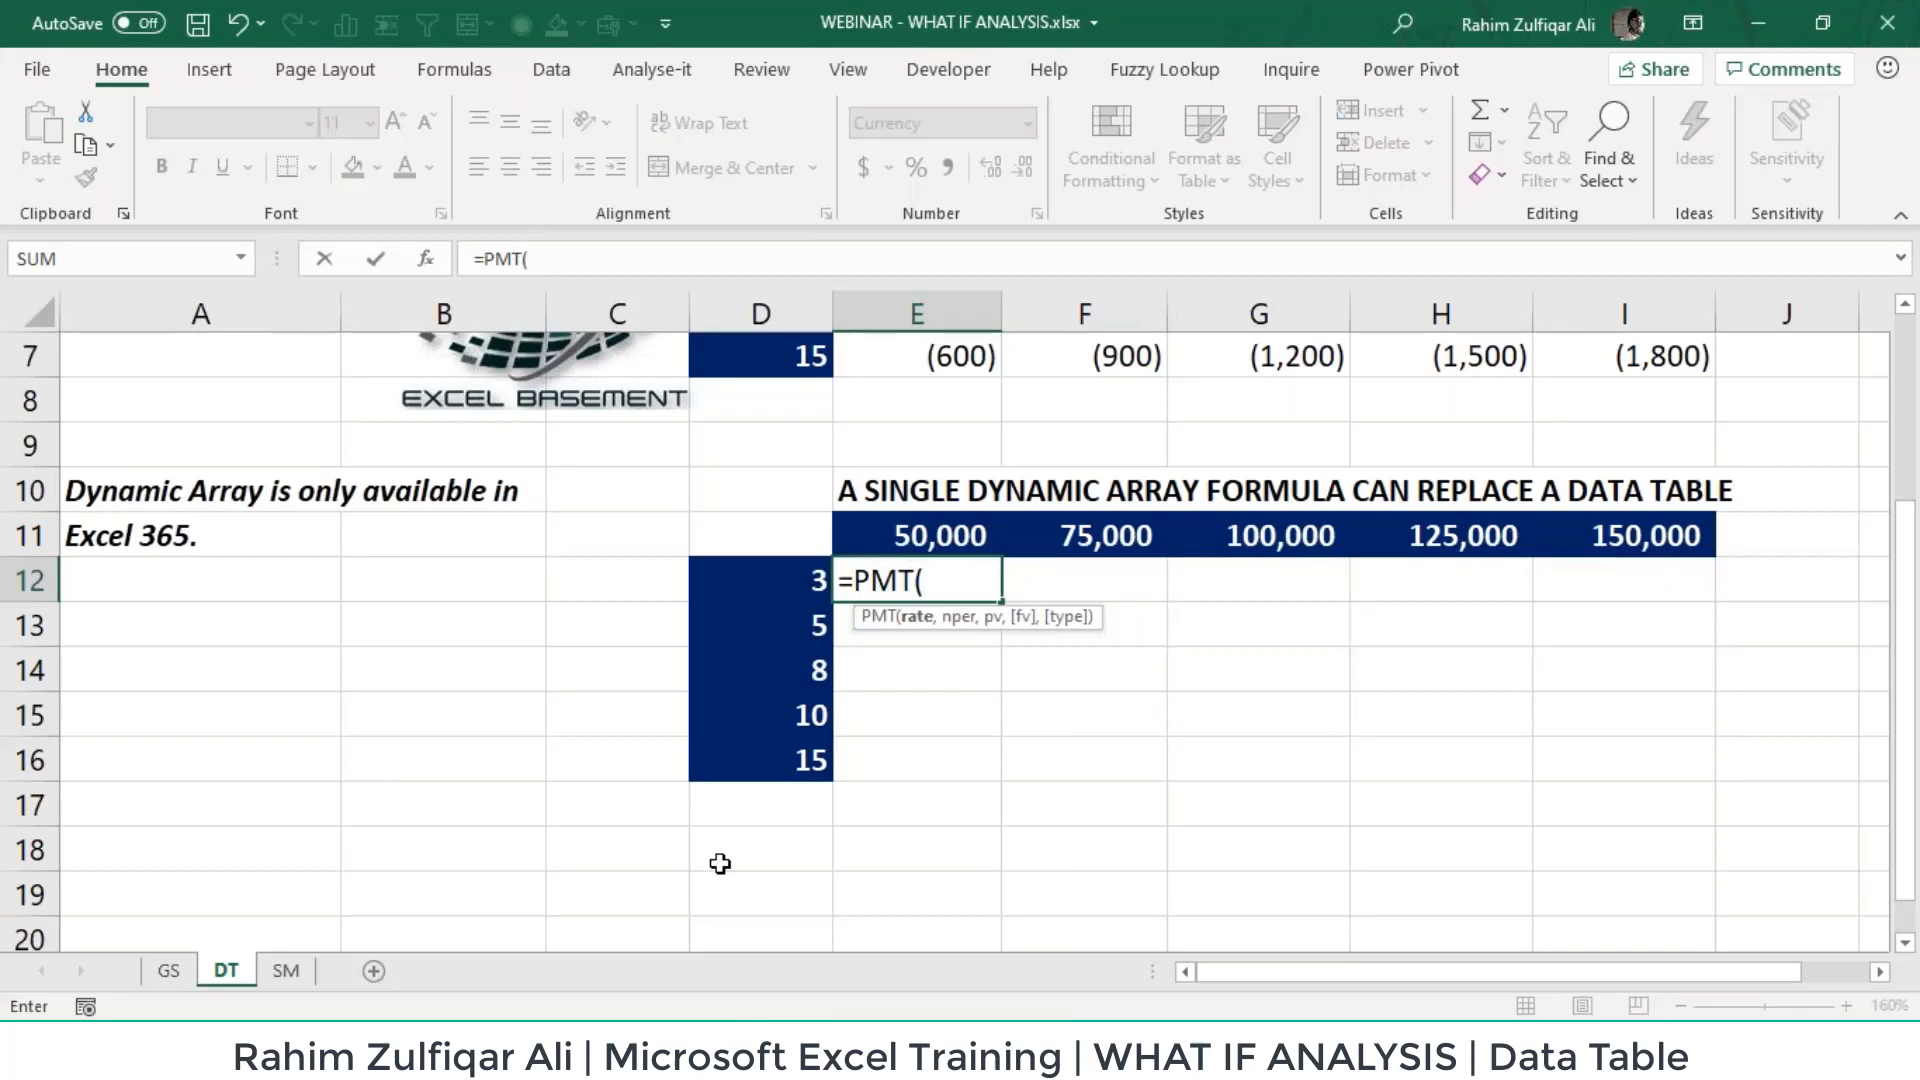 AutoSave Off WEBINAR - WHAT IF ANALYSIS.xlsx Rahim Zulfiqar Ali
File Home Insert Page Layout Formulas Data Analyse-it Review View Developer Help Fuzzy Lookup Inquire Power Pivot Share Comments
Paste
Clipboard
11
B I U
Font
Wrap Text
Merge & Center
Alignment
Currency
$ % ,
Number
Conditional Formatting
Format as Table
Cell Styles
Styles
Insert
Delete
Format
Cells
Sort & Filter
Find & Select
Editing
Ideas
Ideas
Sensitivity
Sensitivity
SUM fx =PMT(
A B C D E F G H I J
7 15 (600) (900) (1,200) (1,500) (1,800)
8 EXCEL BASEMENT
9
10 Dynamic Array is only available in A SINGLE DYNAMIC ARRAY FORMULA CAN REPLACE A DATA TABLE
11 Excel 365. 50,000 75,000 100,000 125,000 150,000
12 3 =PMT(
PMT(rate, nper, pv, [fv], [type])
13 5
14 8
15 10
16 15
17
18
19
20
GS DT SM
Enter 160%
Rahim Zulfiqar Ali | Microsoft Excel Training | WHAT IF ANALYSIS | Data Table